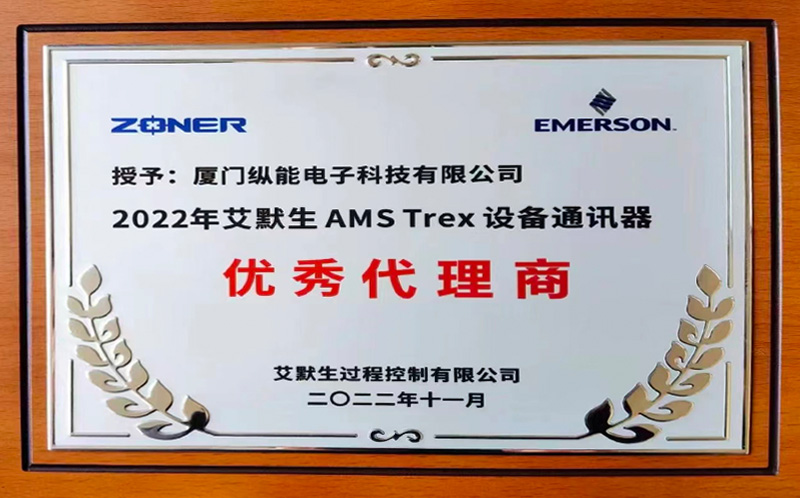 ZONER
EMERSON
授予：厦门纵能电子科技有限公司
2022年艾默生 AMS Trex 设备通讯器
优秀代理商
艾默生过程控制有限公司
二〇二二年十一月